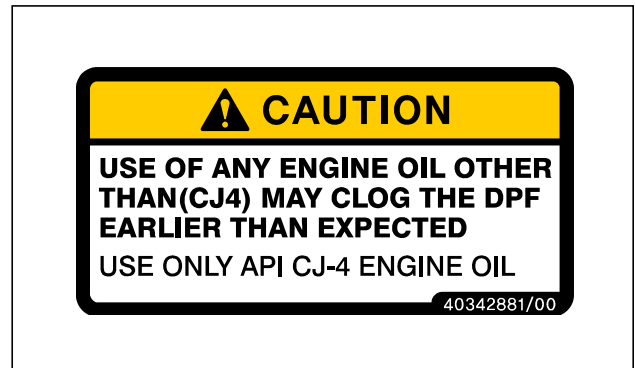 CAUTION
USE OF ANY ENGINE OIL OTHER
THAN(CJ4) MAY CLOG THE DPF
EARLIER THAN EXPECTED
USE ONLY API CJ-4 ENGINE OIL
40342881/00